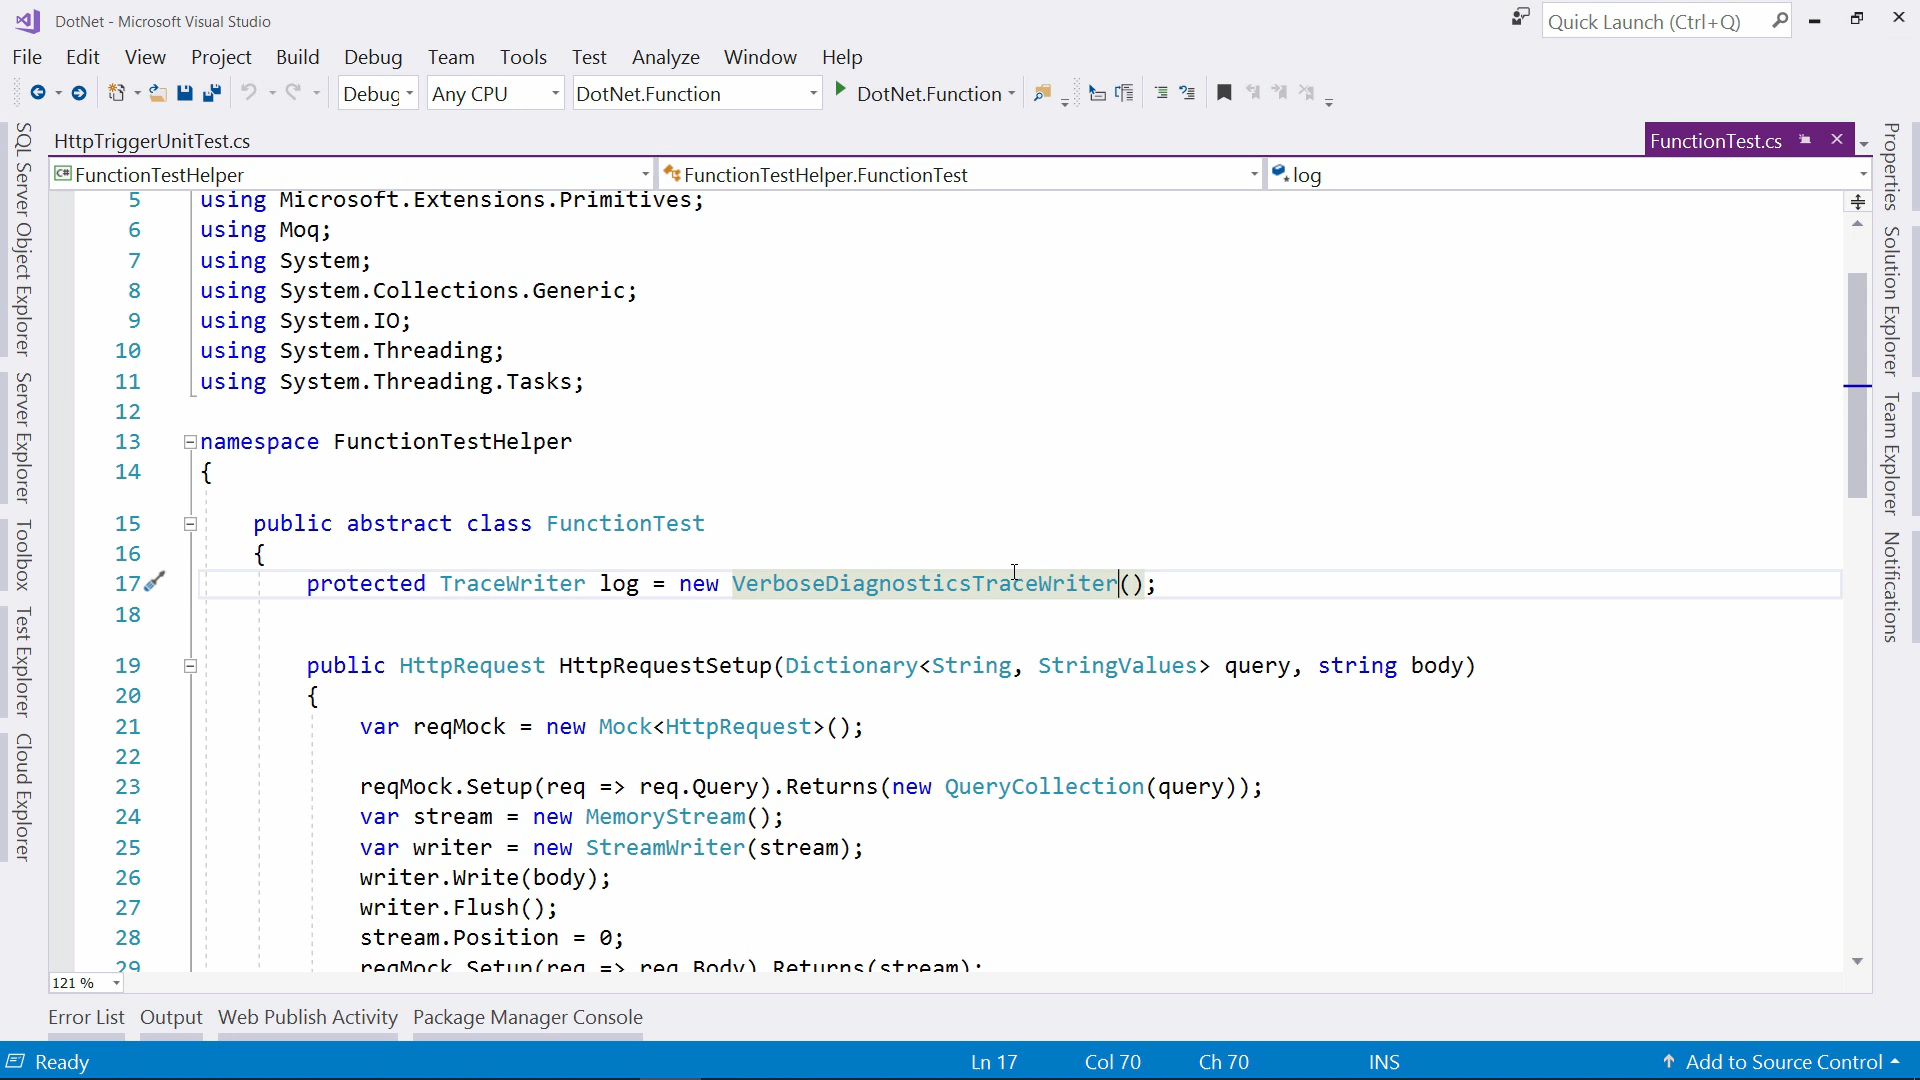 DotNet - Microsoft Visual Studio
Quick Launch (Ctrl+Q)
File Edit View Project Build Debug Team Tools Test Analyze Window Help
Debug Any CPU DotNet.Function DotNet.Function
HttpTriggerUnitTest.cs FunctionTest.cs
C# FunctionTestHelper FunctionTestHelper.FunctionTest log
5 using Microsoft.Extensions.Primitives;
6 using Moq;
7 using System;
8 using System.Collections.Generic;
9 using System.IO;
10 using System.Threading;
11 using System.Threading.Tasks;
12
13 namespace FunctionTestHelper
14 {
15 public abstract class FunctionTest
16 {
17 protected TraceWriter log = new VerboseDiagnosticsTraceWriter();
18
19 public HttpRequest HttpRequestSetup(Dictionary<String, StringValues> query, string body)
20 {
21 var reqMock = new Mock<HttpRequest>();
22
23 reqMock.Setup(req => req.Query).Returns(new QueryCollection(query));
24 var stream = new MemoryStream();
25 var writer = new StreamWriter(stream);
26 writer.Write(body);
27 writer.Flush();
28 stream.Position = 0;
29 reqMock.Setup(req => req.Body).Returns(stream);
121 %
SQL Server Object Explorer
Server Explorer
Toolbox
Test Explorer
Cloud Explorer
Properties
Solution Explorer
Team Explorer
Notifications
Error List Output Web Publish Activity Package Manager Console
Ready Ln 17 Col 70 Ch 70 INS Add to Source Control